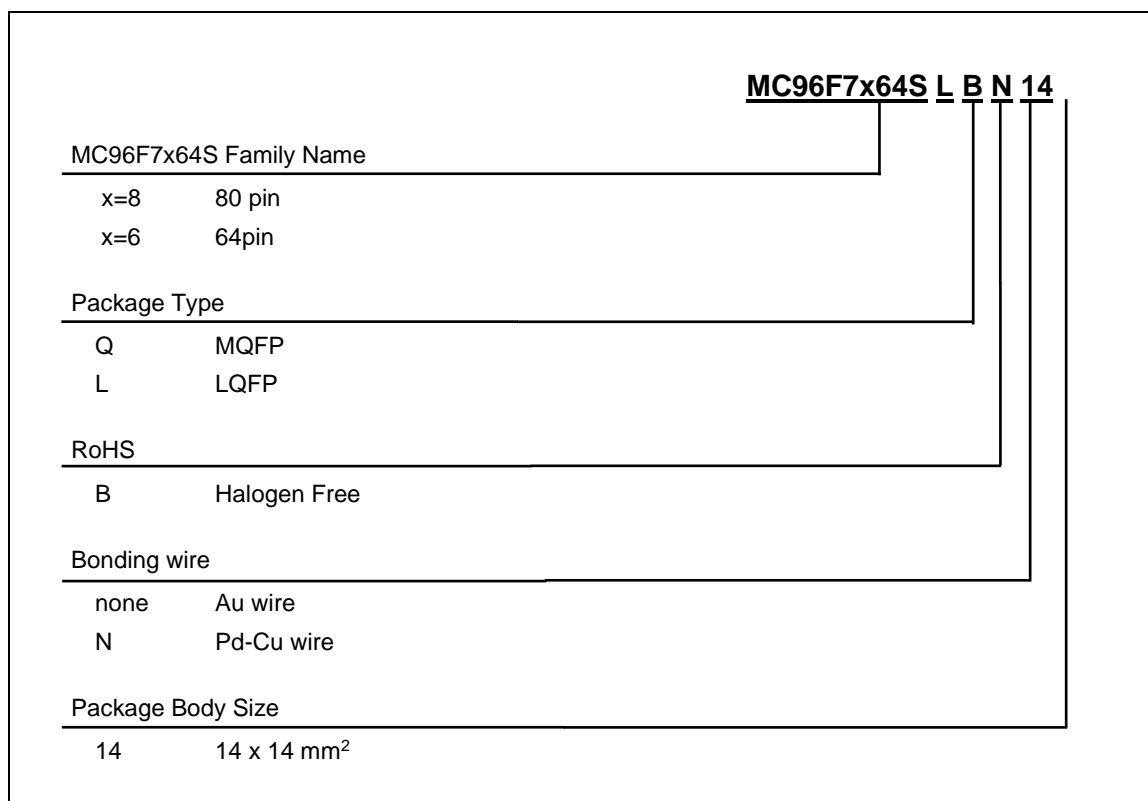 MC96F7x64S L B N 14
MC96F7x64S Family Name
x=8 80 pin
x=6 64pin
Package Type
Q MQFP
L LQFP
RoHS
B Halogen Free
Bonding wire
none Au wire
N Pd-Cu wire
Package Body Size
14 14 x 14 mm²